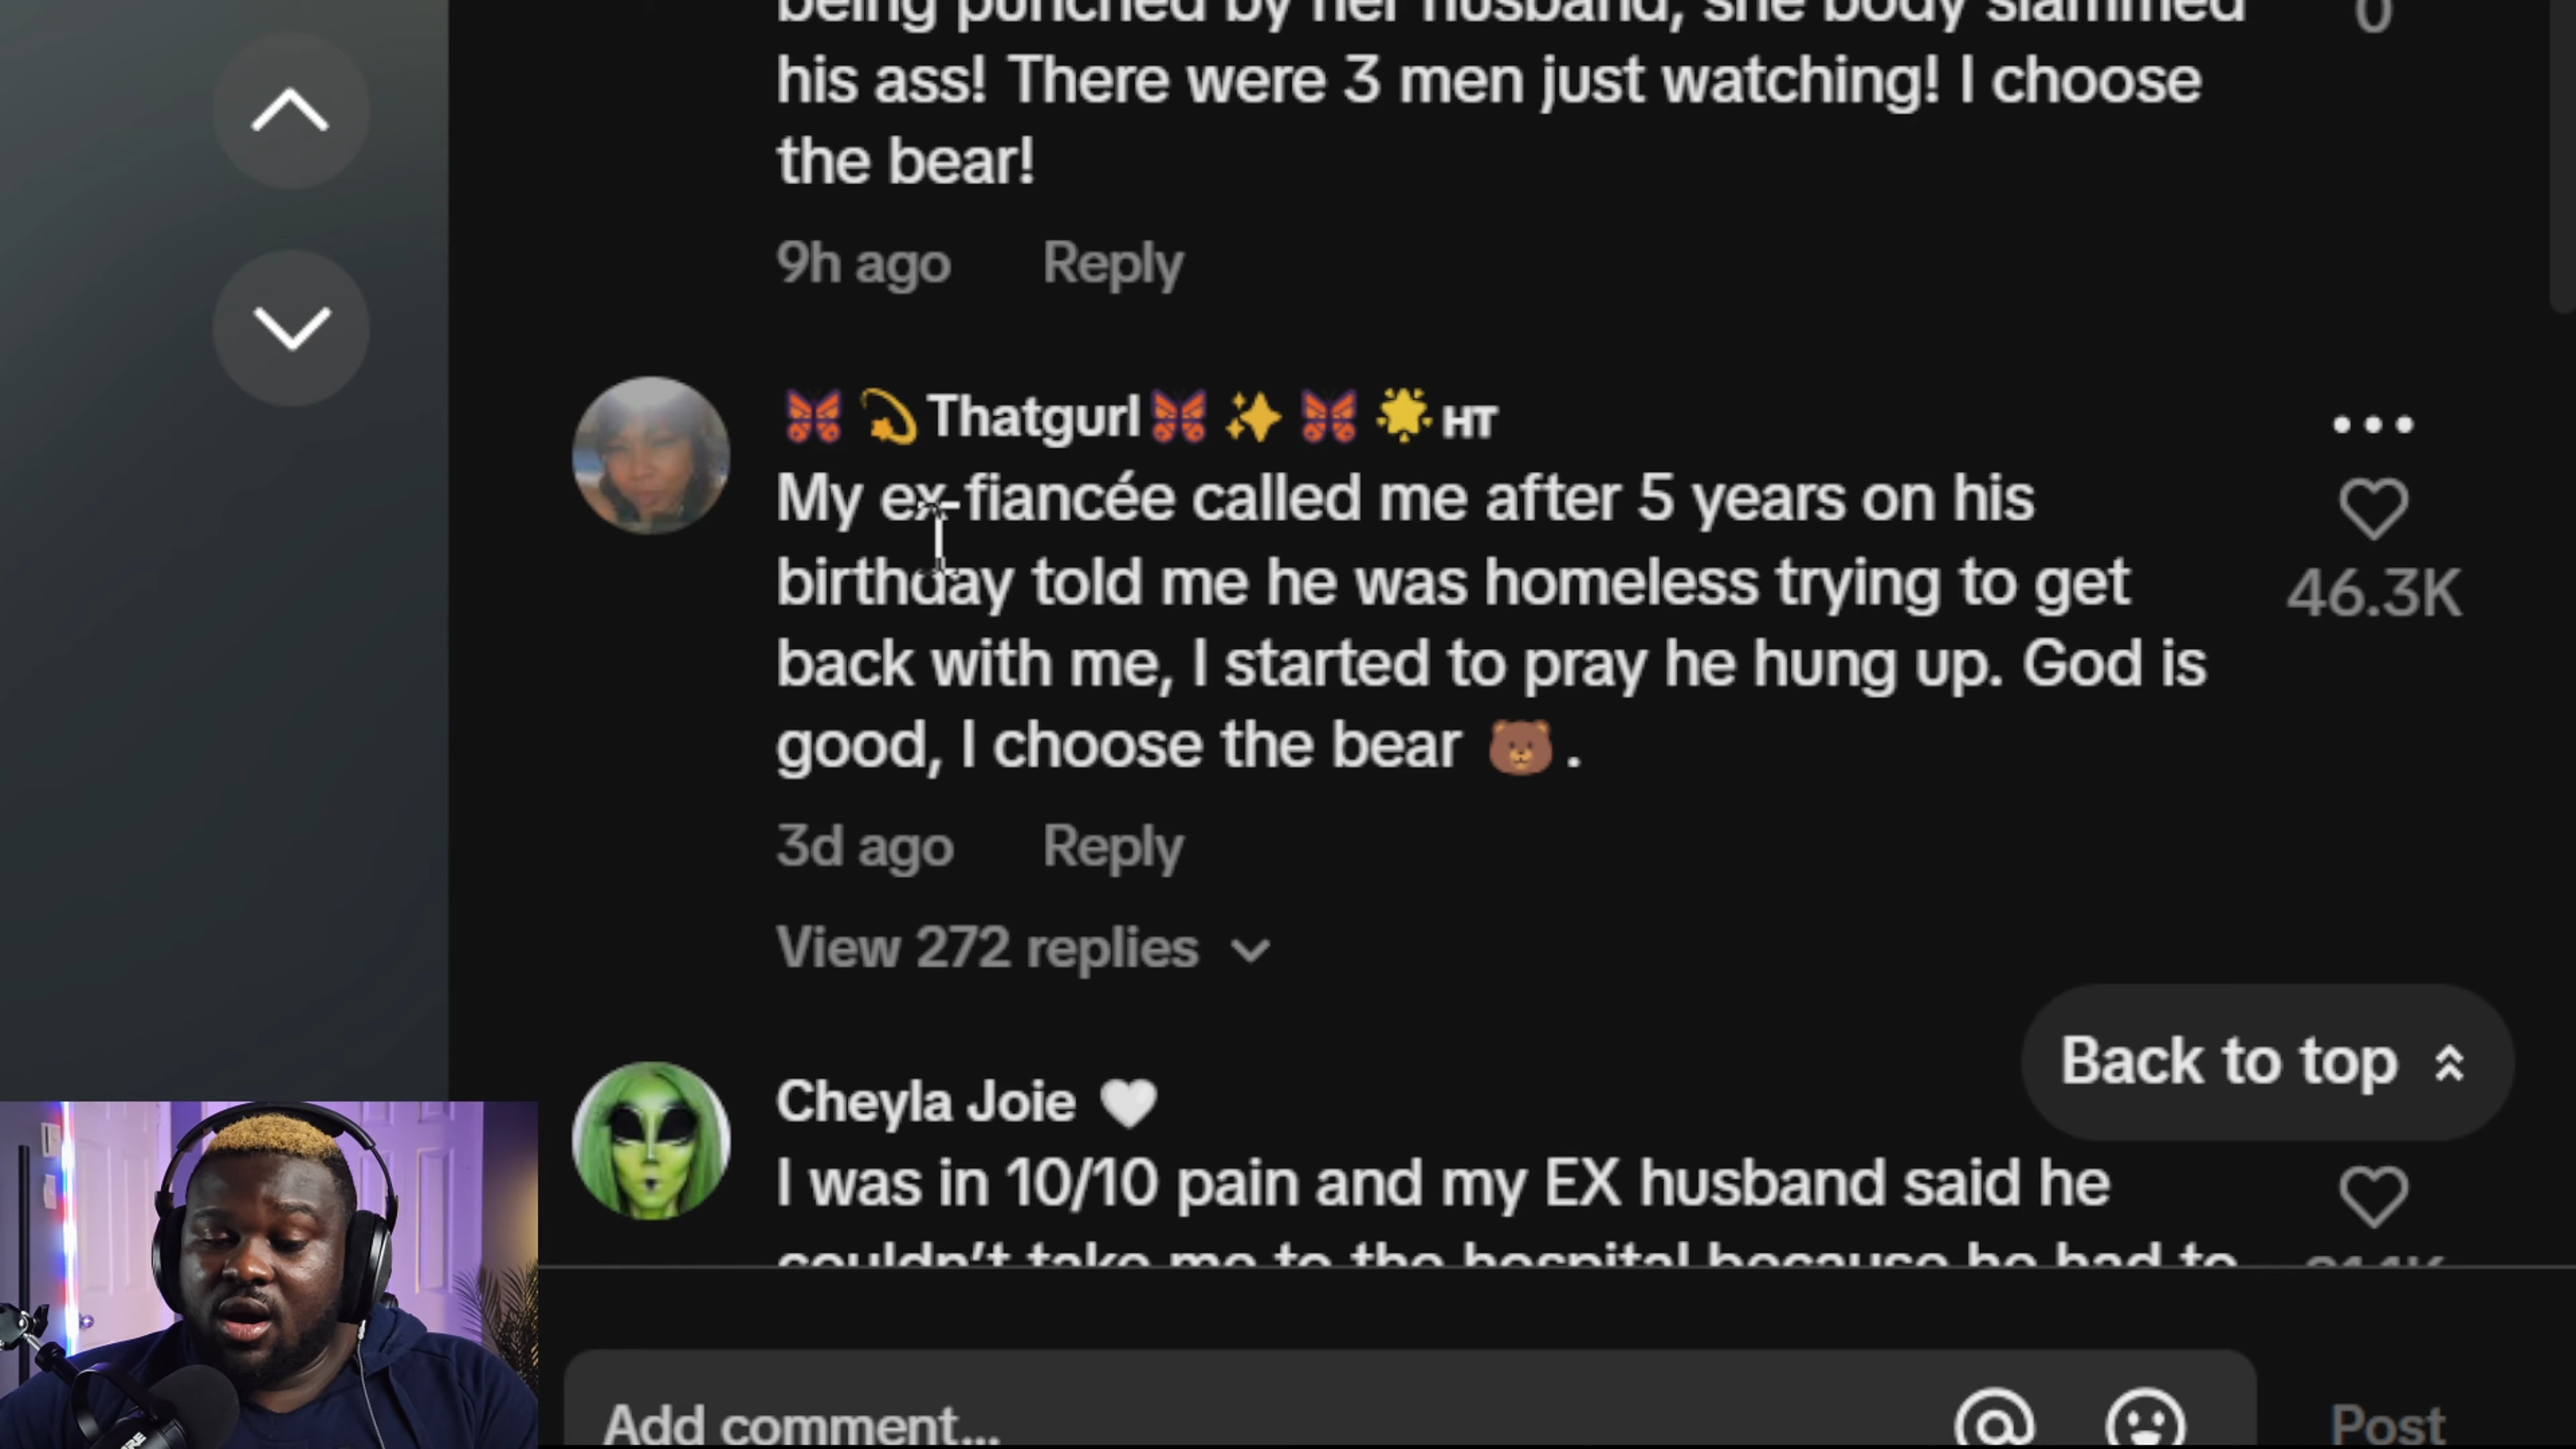 being punched by her husband, she body slammed
0
his ass! There were 3 men just watching! I choose
the bear!
9h ago Reply
🦋 💫Thatgurl🦋 ✨ 🦋 🌟HT
My ex-fiancée called me after 5 years on his
birthday told me he was homeless trying to get
46.3K
back with me, I started to pray he hung up. God is
good, I choose the bear 🐻 .
3d ago Reply
View 272 replies
Back to top
Cheyla Joie 🤍
I was in 10/10 pain and my EX husband said he
couldn't take me to the hospital because he had to
Add comment...
Post